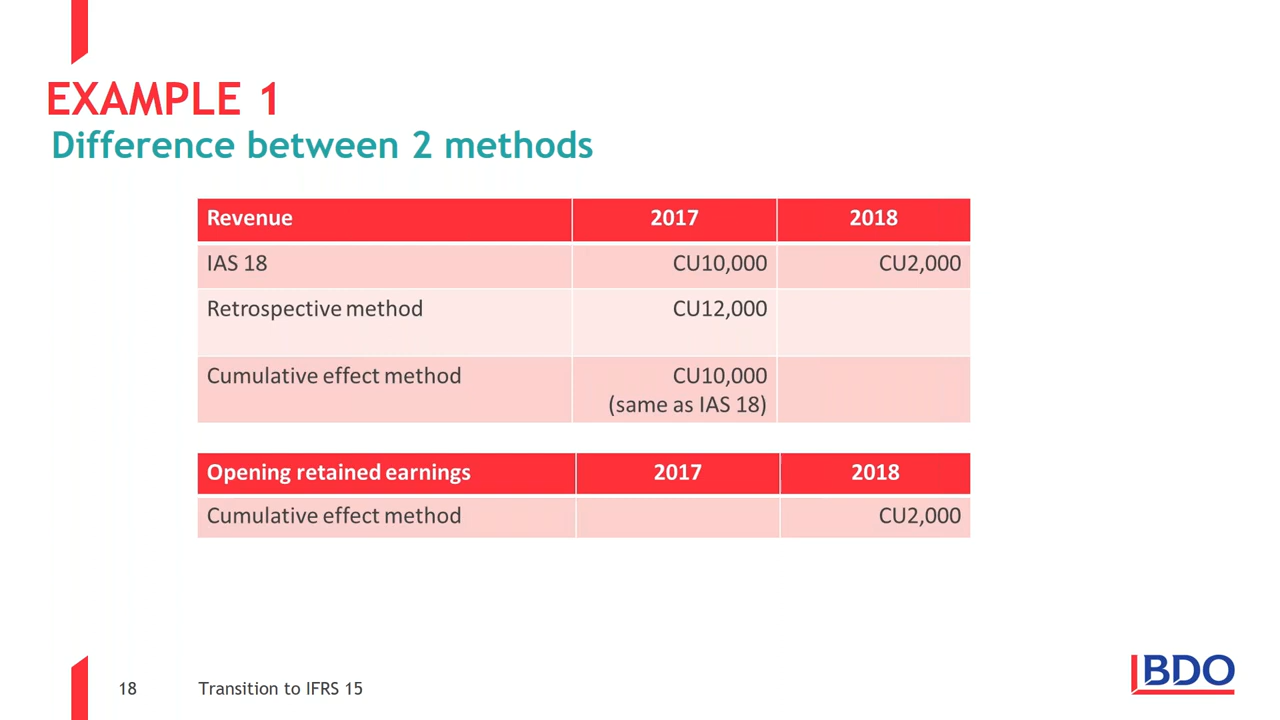 EXAMPLE 1
Difference between 2 methods
Revenue 2017 2018
IAS 18 CU10,000 CU2,000
Retrospective method CU12,000
Cumulative effect method CU10,000
(same as IAS 18)
Opening retained earnings 2017 2018
Cumulative effect method CU2,000
18 Transition to IFRS 15
BDO